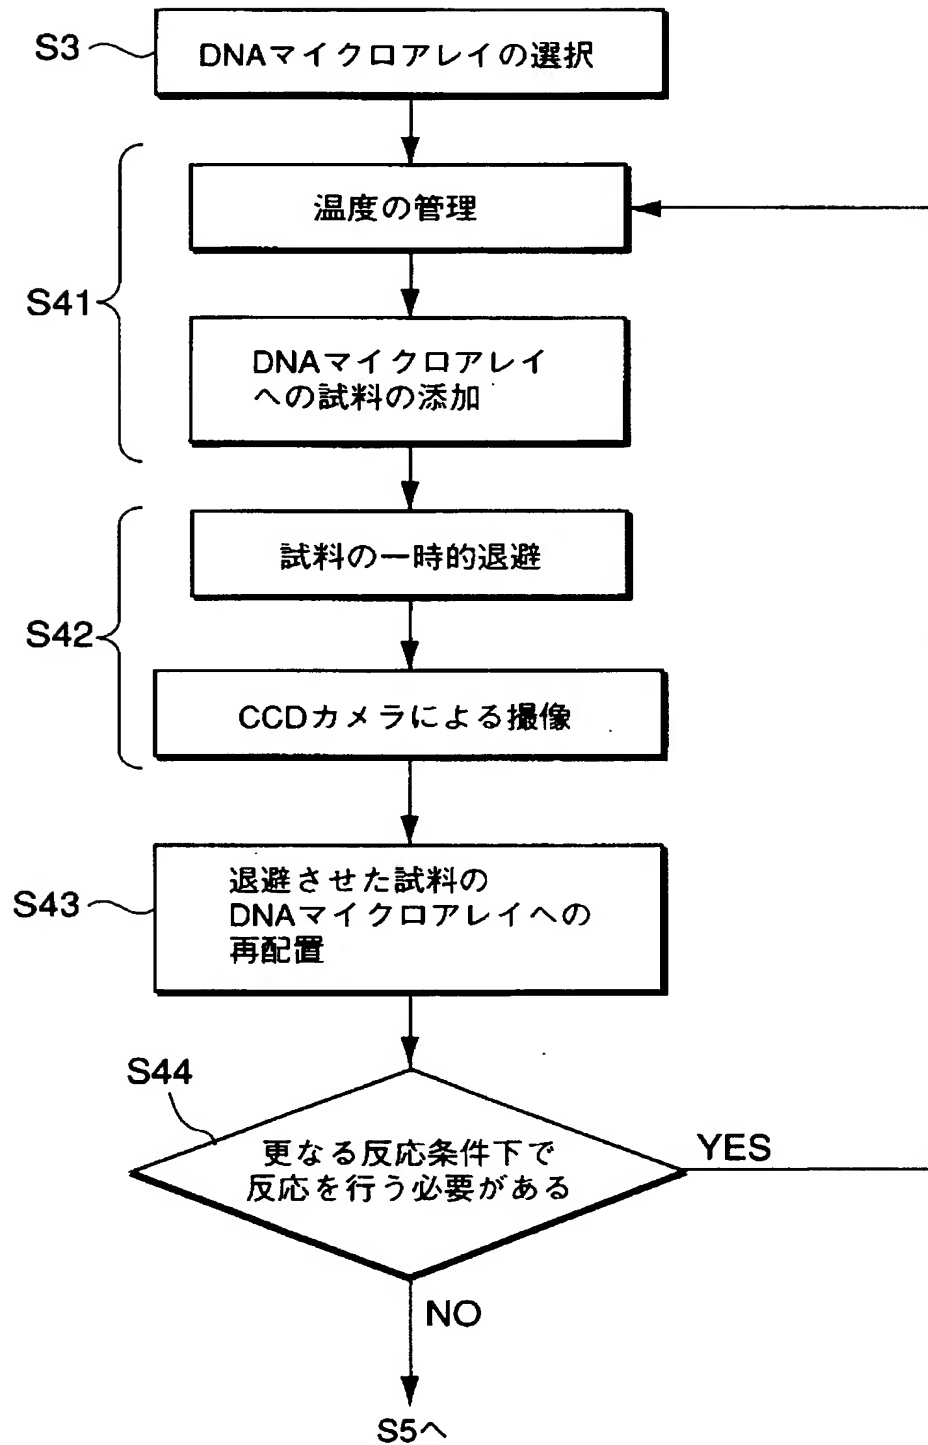 S3
DNAマイクロアレイの選択
S41
温度の管理
DNAマイクロアレイ
への試料の添加
S42
試料の一時的退避
CCDカメラによる撮像
S43
退避させた試料の
DNAマイクロアレイへの
再配置
S44
更なる反応条件下で
反応を行う必要がある
YES
NO
S5へ